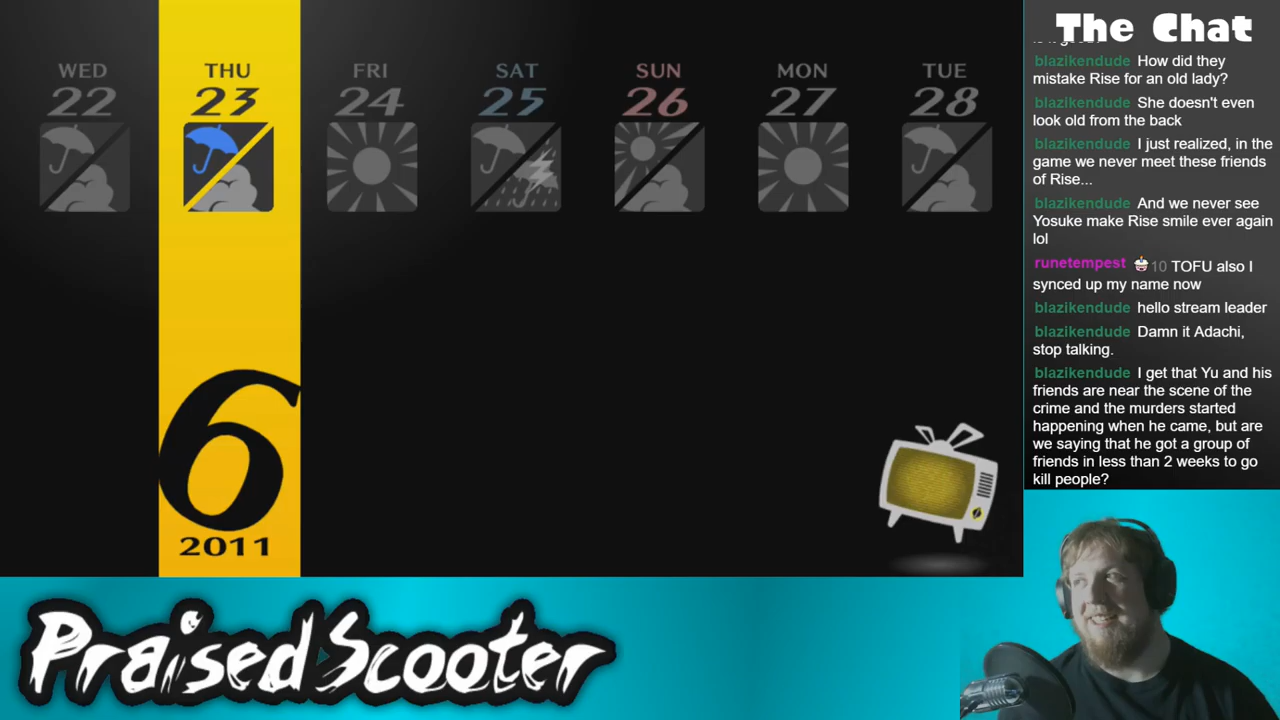 WED THU FRI SAT SUN MON TUE
22 23 24 25 26 27 28
6
2011
PraisedScooter
The Chat
blazikendude How did they
mistake Rise for an old lady?
blazikendude She doesn't even
look old from the back
blazikendude I just realized, in the
game we never meet these friends
of Rise...
blazikendude And we never see
Yosuke make Rise smile ever again
lol
runetempest 10 TOFU also I
synced up my name now
blazikendude hello stream leader
blazikendude Damn it Adachi,
stop talking.
blazikendude I get that Yu and his
friends are near the scene of the
crime and the murders started
happening when he came, but are
we saying that he got a group of
friends in less than 2 weeks to go
kill people?